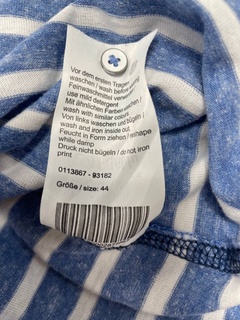 Vor dem ersten Tragen
waschen / wash before wearing
Feinwaschmittel verwenden /
use mild detergent
Mit ähnlichen Farben waschen /
wash with similar colors
Von links waschen und bügeln /
wash and iron inside out
Feucht in Form ziehen / reshape
while damp
Druck nicht bügeln / do not iron
print
0113867 - 93182
Größe / size: 44